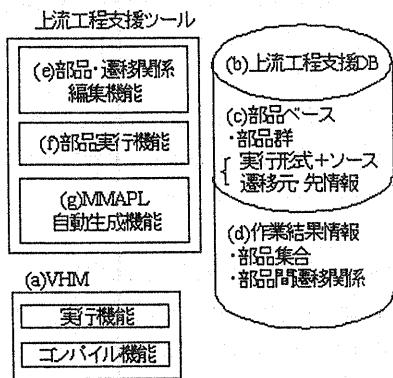 上流工程支援ツール
(e)部品・遷移関係
編集機能
(f)部品実行機能
(g)MMAPL
自動生成機能
(a)VHM
実行機能
コンパイル機能
(b)上流工程支援DB
(c)部品ベース
・部品群
実行形式+ソース
遷移元・先情報
(d)作業結果情報
・部品集合
・部品間遷移関係